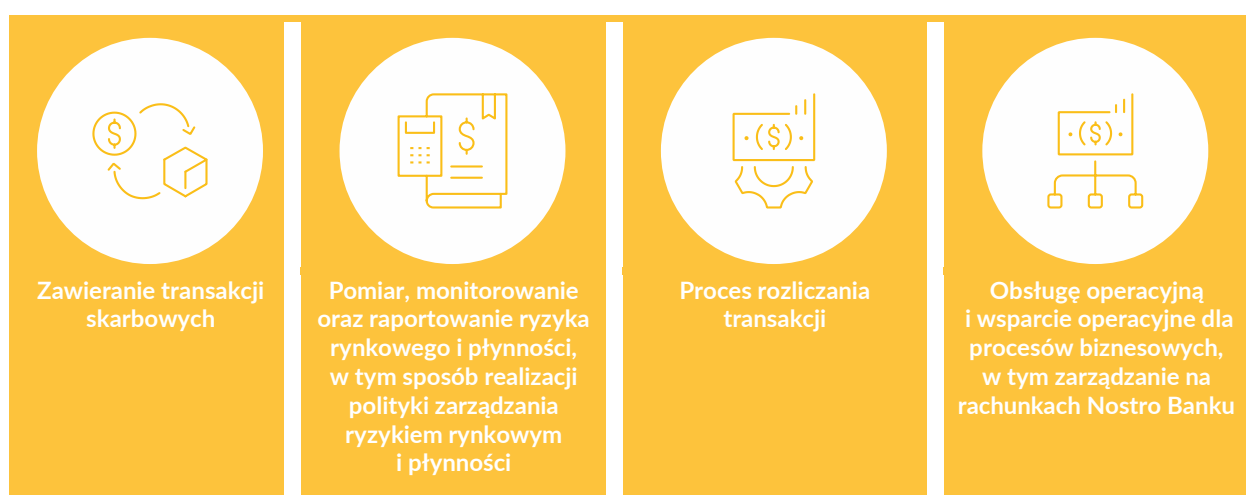 Zawieranie transakcji
skarbowych
Pomiar, monitorowanie
oraz raportowanie ryzyka
rynkowego i płynności,
w tym sposób realizacji
polityki zarządzania
ryzykiem rynkowym
i płynności
Proces rozliczania
transakcji
Obsługę operacyjną
i wsparcie operacyjne dla
procesów biznesowych,
w tym zarządzanie na
rachunkach Nostro Banku